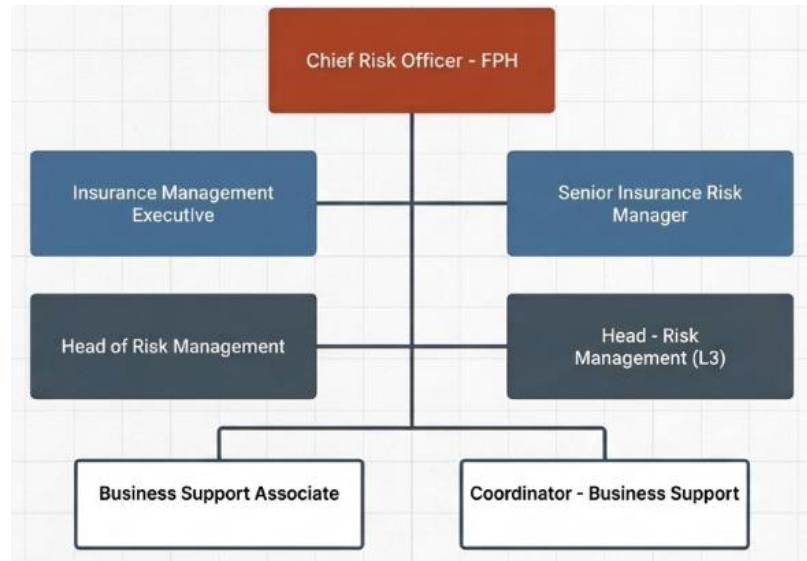 Chief Risk Officer - FPH
Insurance Management
Executive
Senior Insurance Risk
Manager
Head of Risk Management
Head - Risk
Management (L3)
Business Support Associate
Coordinator - Business Support